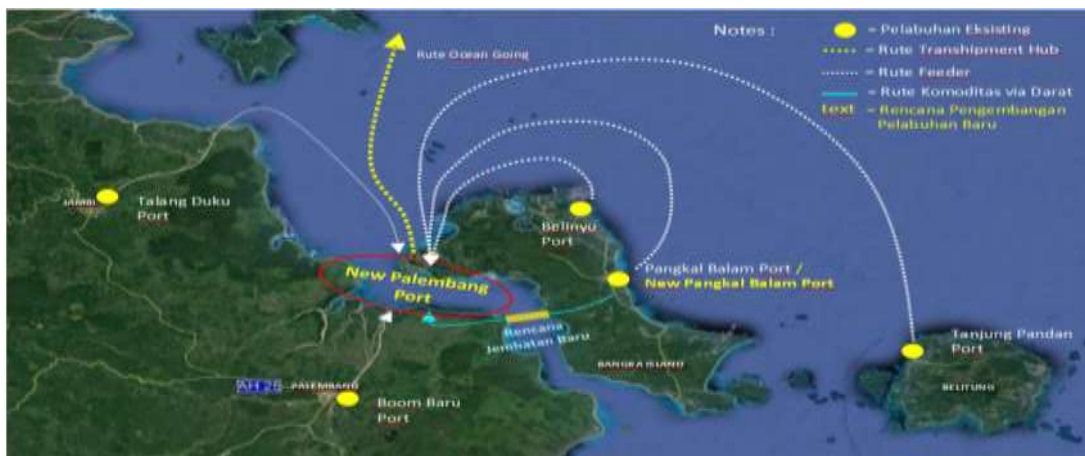 Notes :
= Pelabuhan Eksisting
= Rute Transhipment Hub
= Rute Feeder
= Rute Komoditas via Darat
text = Rencana Pengembangan
Pelabuhan Baru
Rute Ocean Going
JAMBI
Talang Duku
Port
Belinyu
Port
New Palembang
Port
Pangkal Balam Port /
New Pangkal Balam Port
Rencana
Jembatan Baru
BANGKA ISLAND
Tanjung Pandan
Port
BELITUNG
AH 25
PALEMBANG
Boom Baru
Port